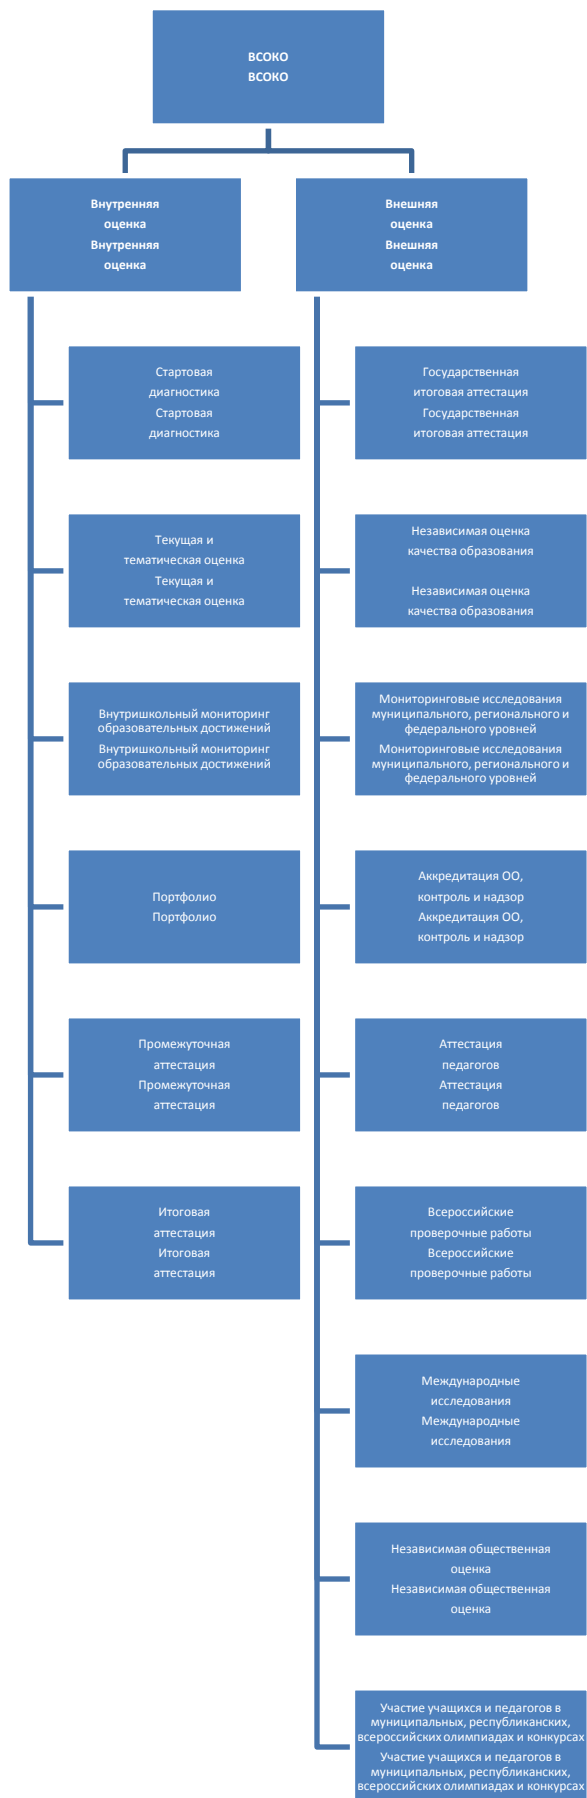 ВСОКО
ВСОКО
Внутренняя
оценка
Внутренняя
оценка
Внешняя
оценка
Внешняя
оценка
Стартовая
диагностика
Стартовая
диагностика
Государственная
итоговая аттестация
Государственная
итоговая аттестация
Текущая и
тематическая оценка
Текущая и
тематическая оценка
Независимая оценка
качества образования
Независимая оценка
качества образования
Внутришкольный мониторинг
образовательных достижений
Внутришкольный мониторинг
образовательных достижений
Мониторинговые исследования
муниципального, регионального и
федерального уровней
Мониторинговые исследования
муниципального, регионального и
федерального уровней
Портфолио
Портфолио
Аккредитация ОО,
контроль и надзор
Аккредитация ОО,
контроль и надзор
Промежуточная
аттестация
Промежуточная
аттестация
Аттестация
педагогов
Аттестация
педагогов
Итоговая
аттестация
Итоговая
аттестация
Всероссийские
проверочные работы
Всероссийские
проверочные работы
Международные
исследования
Международные
исследования
Независимая общественная
оценка
Независимая общественная
оценка
Участие учащихся и педагогов в
муниципальных, республиканских,
всероссийских олимпиадах и конкурсах
Участие учащихся и педагогов в
муниципальных, республиканских,
всероссийских олимпиадах и конкурсах